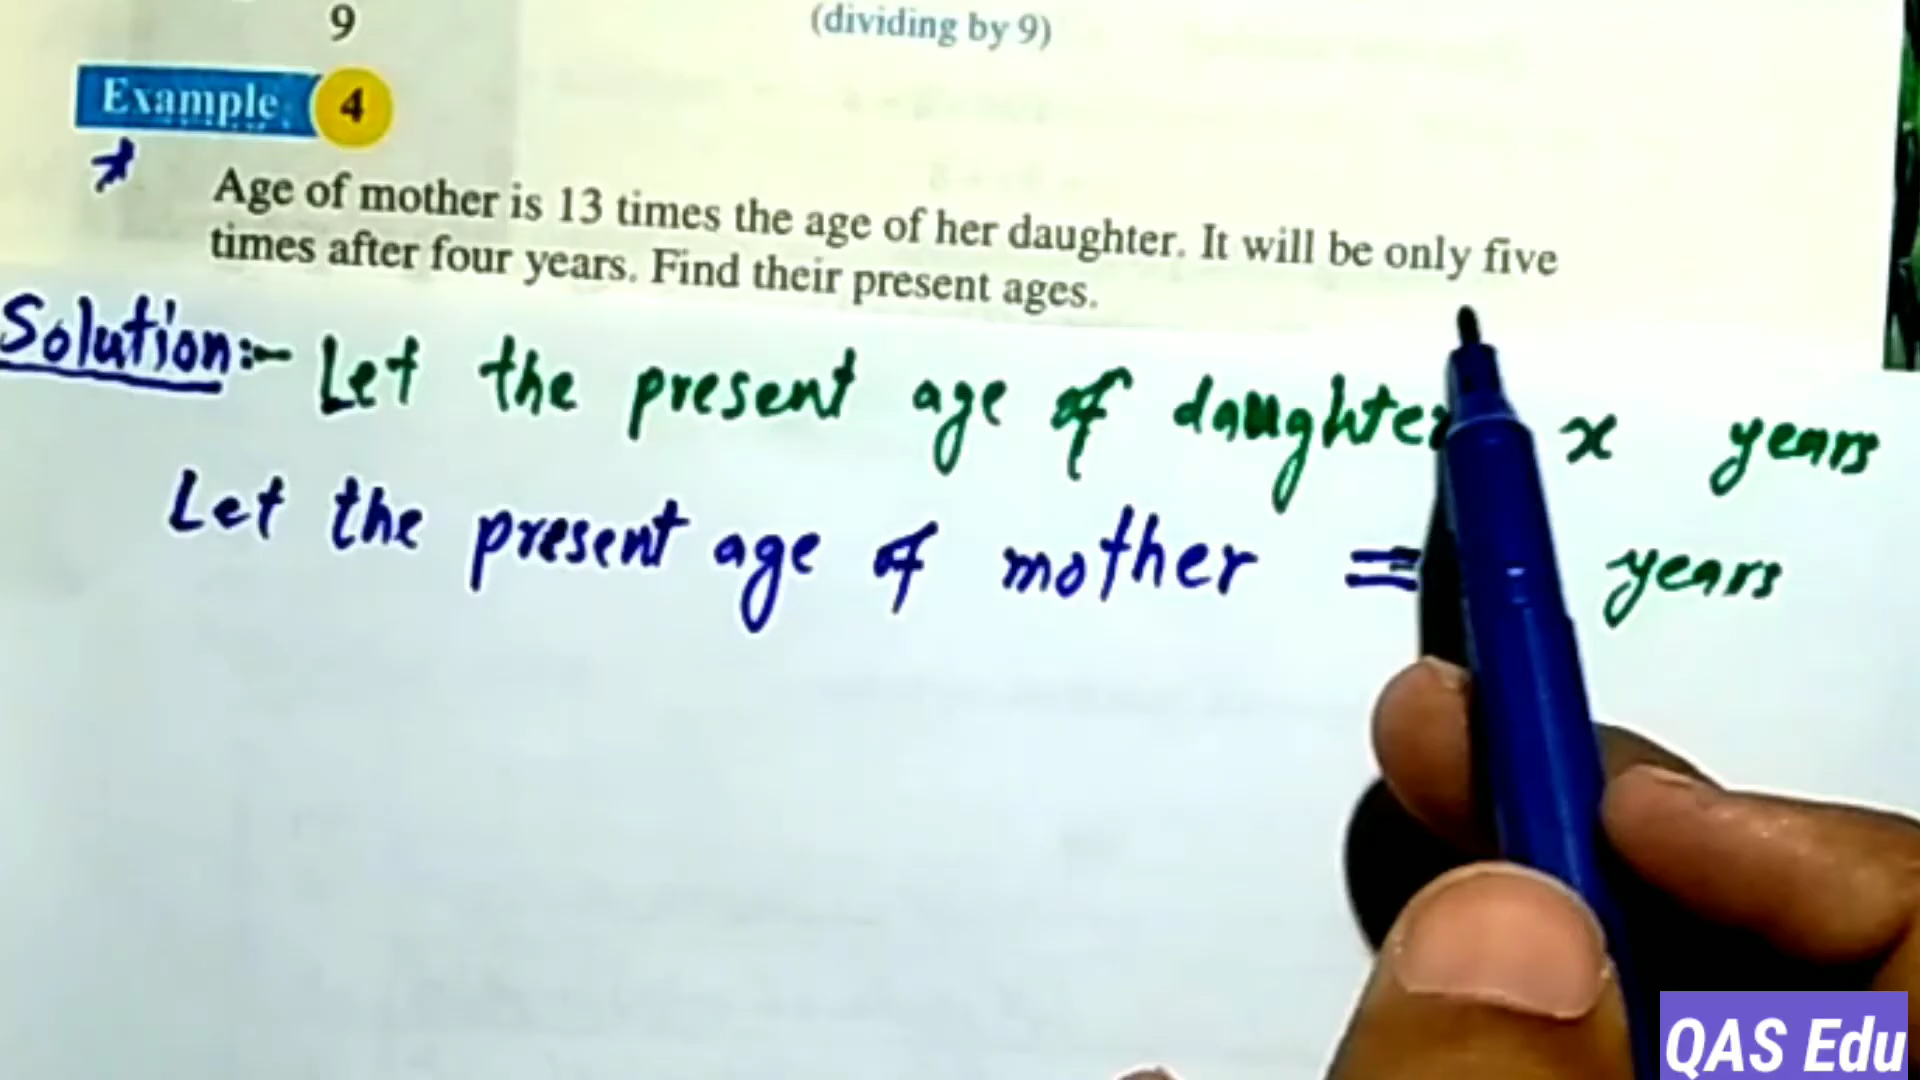 9
(dividing by 9)
Example 4
Age of mother is 13 times the age of her daughter. It will be only five
times after four years. Find their present ages.
Solution:- Let the present age of daughter x years
Let the present age of mother = years
QAS Edu